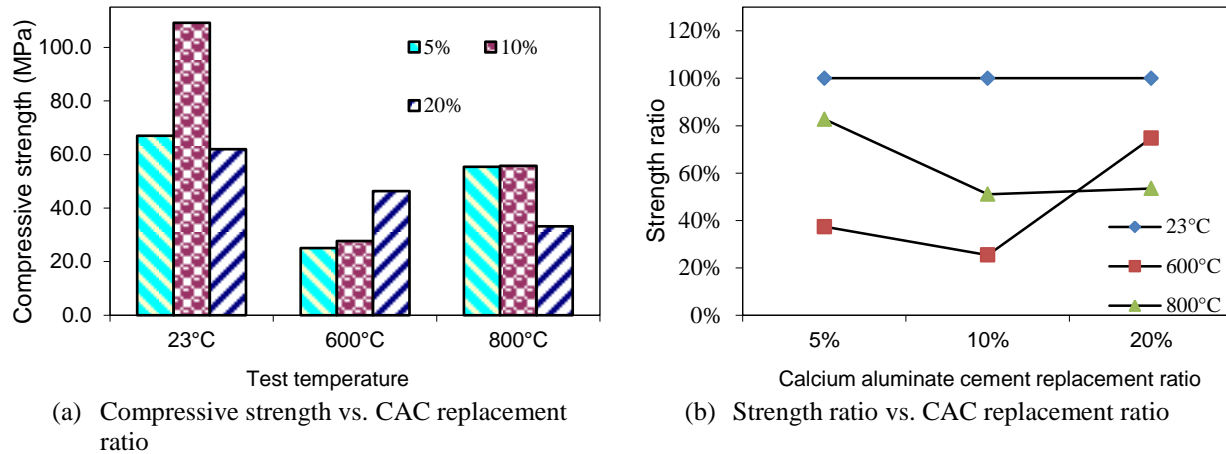 Compressive strength (MPa)
100.0
80.0
60.0
40.0
20.0
0.0
5%
10%
20%
23°C
600°C
800°C
Test temperature
(a) Compressive strength vs. CAC replacement
ratio
Strength ratio
120%
100%
80%
60%
40%
20%
0%
23°C
600°C
800°C
5%
10%
20%
Calcium aluminate cement replacement ratio
(b) Strength ratio vs. CAC replacement ratio